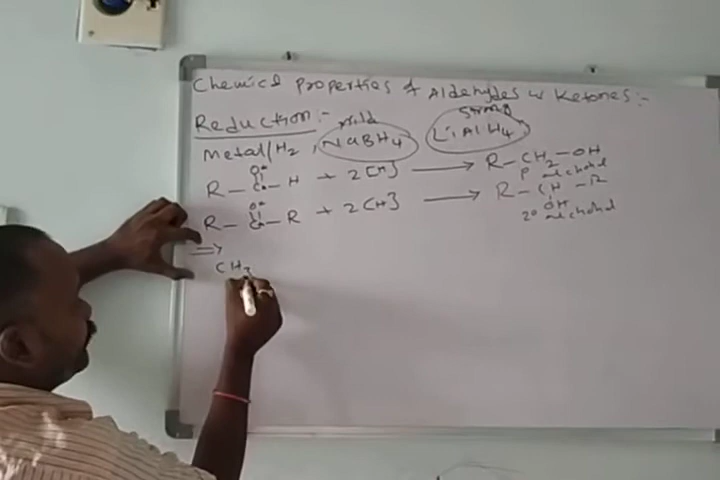 Chemical Properties of Aldehydes & Ketones:-
Reduction:- mild strong
Metal/H2, NaBH4 LiAlH4
O
R-C-H + 2[H] → R-CH2-OH
1° alcohol
O
R-C-R + 2[H] → R-CH-R
OH
2° alcohol
⇒
CH3